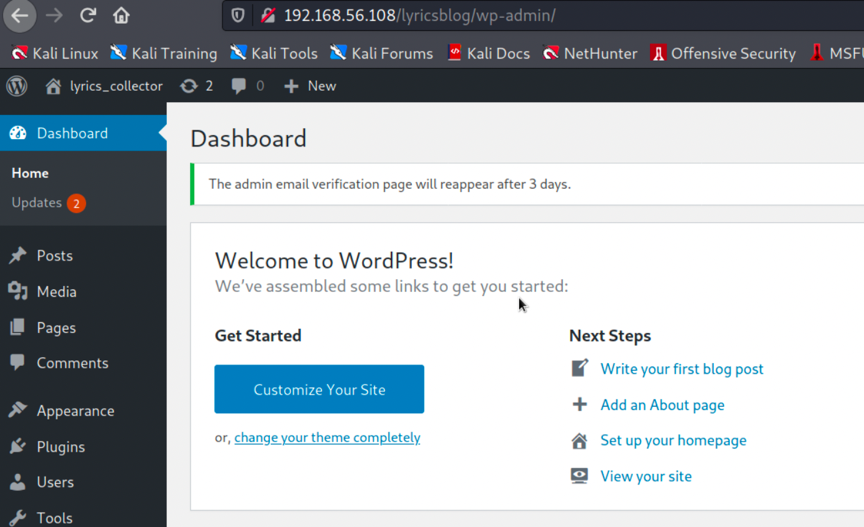 192.168.56.108/lyricsblog/wp-admin/
Kali Linux Kali Training Kali Tools Kali Forums Kali Docs NetHunter Offensive Security
lyrics_collector 2 0 New
Dashboard
Home
Updates 2
Posts
Media
Pages
Comments
Appearance
Plugins
Users
Tools
Dashboard
The admin email verification page will reappear after 3 days.
Welcome to WordPress!
We've assembled some links to get you started:
Get Started
Customize Your Site
or, change your theme completely
Next Steps
Write your first blog post
Add an About page
Set up your homepage
View your site